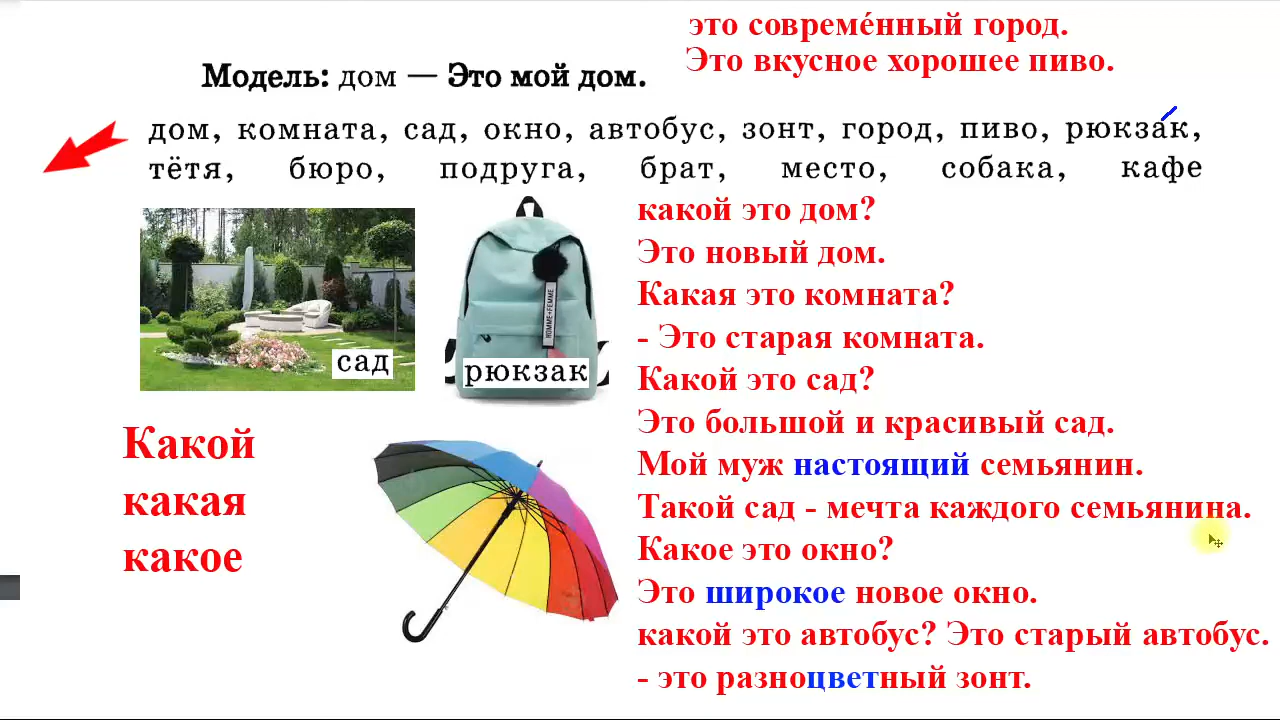 это совреме́нный город.
Это вкусное хорошее пиво.
Модель: дом — Это мой дом.
дом, комната, сад, окно, автобус, зонт, город, пиво, рюкзак,
тётя, бюро, подруга, брат, место, собака, кафе
сад
HOMME+FEMME
рюкзак
Какой
какая
какое
какой это дом?
Это новый дом.
Какая это комната?
- Это старая комната.
Какой это сад?
Это большой и красивый сад.
Мой муж настоящий семьянин.
Такой сад - мечта каждого семьянина.
Какое это окно?
Это широкое новое окно.
какой это автобус? Это старый автобус.
- это разноцветный зонт.